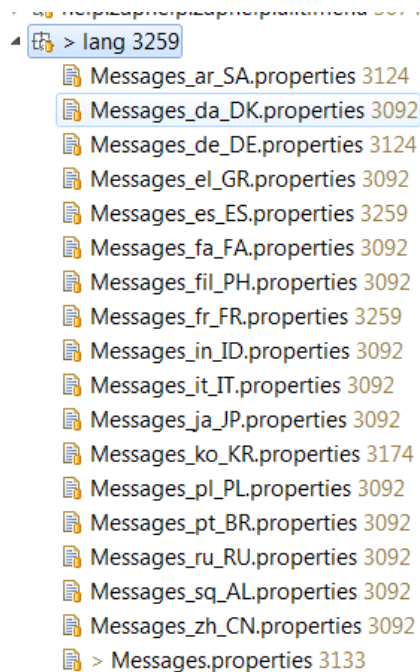 > lang 3259
Messages_ar_SA.properties 3124
Messages_da_DK.properties 3092
Messages_de_DE.properties 3124
Messages_el_GR.properties 3092
Messages_es_ES.properties 3259
Messages_fa_FA.properties 3092
Messages_fil_PH.properties 3092
Messages_fr_FR.properties 3259
Messages_in_ID.properties 3092
Messages_it_IT.properties 3092
Messages_ja_JP.properties 3092
Messages_ko_KR.properties 3174
Messages_pl_PL.properties 3092
Messages_pt_BR.properties 3092
Messages_ru_RU.properties 3092
Messages_sq_AL.properties 3092
Messages_zh_CN.properties 3092
> Messages.properties 3133